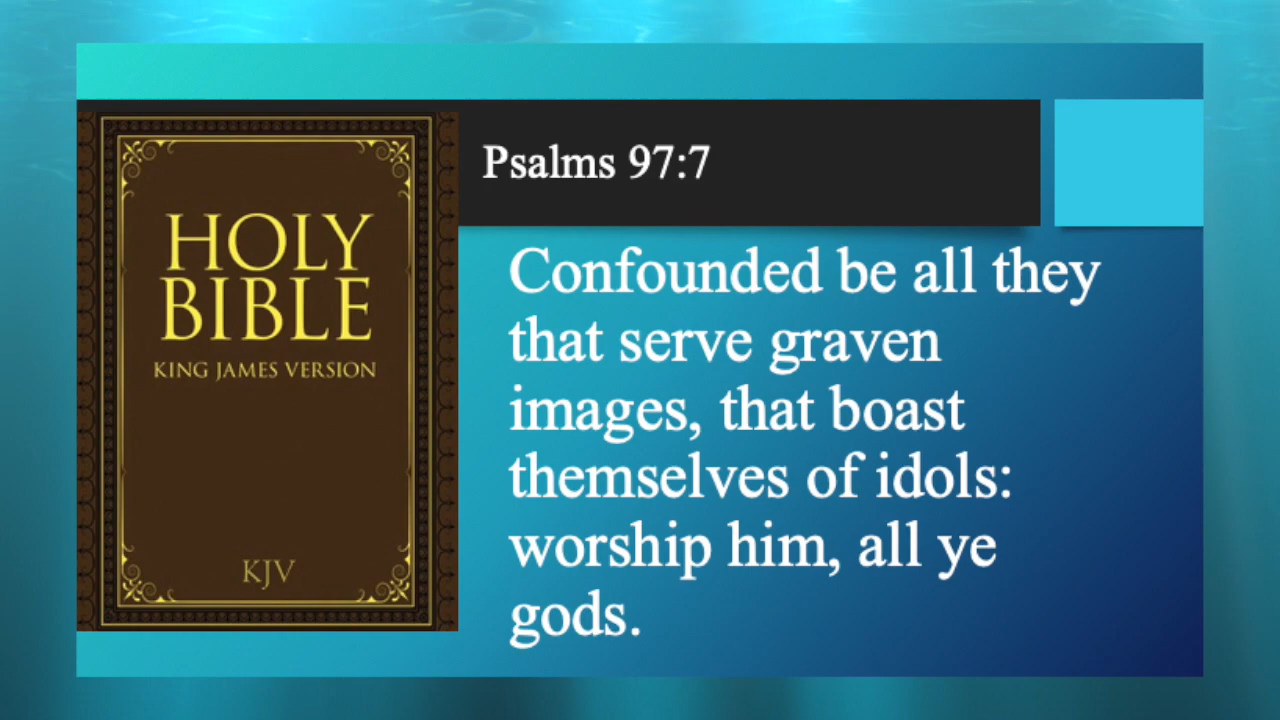 HOLY
BIBLE
KING JAMES VERSION
KJV
Psalms 97:7
Confounded be all they
that serve graven
images, that boast
themselves of idols:
worship him, all ye
gods.